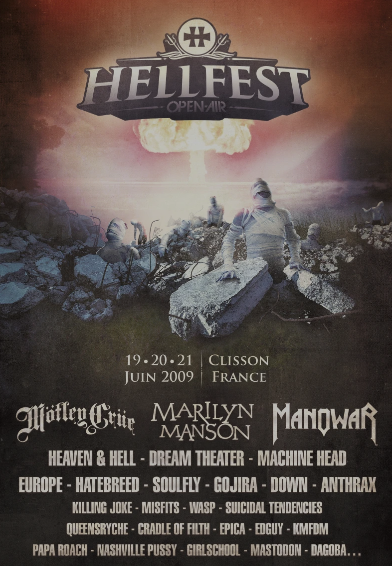 HELLFEST
OPEN·AIR
19·20·21 | CLISSON
JUIN 2009 | FRANCE
Mötley Crüe MARILYN MANSON MANOWAR
HEAVEN & HELL - DREAM THEATER - MACHINE HEAD
EUROPE - HATEBREED - SOULFLY - GOJIRA - DOWN - ANTHRAX
KILLING JOKE - MISFITS - WASP - SUICIDAL TENDENCIES
QUEENSRYCHE - CRADLE OF FILTH - EPICA - EDGUY - KMFDM
PAPA ROACH - NASHVILLE PUSSY - GIRLSCHOOL - MASTODON - DAGOBA...